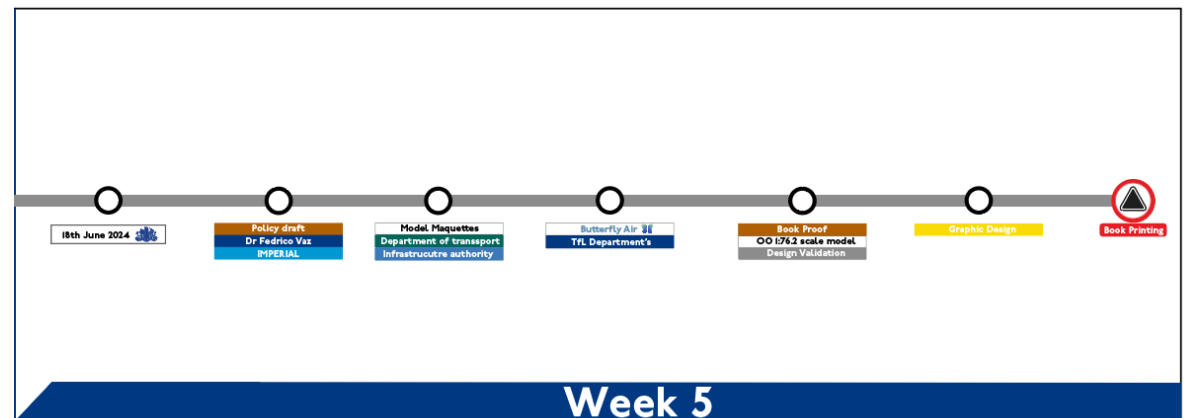 18th June 2024
Policy draft
Dr Fedrico Vaz
IMPERIAL
Model Maquettes
Department of transsport
Infrastrucutre authority
Butterfly Air
TfL Department's
Book Proof
OO 1:76.2 scale model
Design Validation
Graphic Design
Book Printing
Week 5